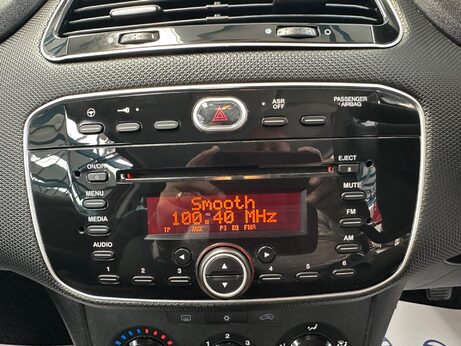 ASR
OFF
PASSENGER
AIRBAG
ON/OFF
EJECT
MENU
MUTE
MEDIA
FM
AUDIO
AM
Smooth
100:40 MHz
TP AUX P3 EQ FMA
1 2 3 4 5 6